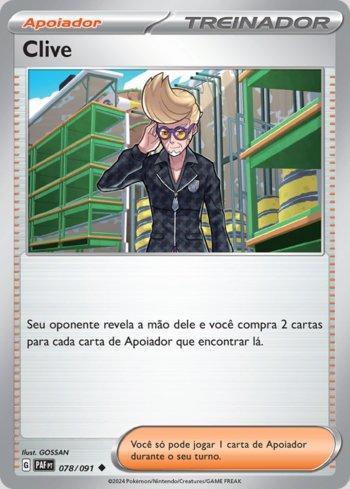 Apoiador
TREINADOR
Clive
Seu oponente revela a mão dele e você compra 2 cartas
para cada carta de Apoiador que encontrar lá.
Ilust. GOSSAN
G PAF PT 078/091 ◆
Você só pode jogar 1 carta de Apoiador
durante o seu turno.
©2024 Pokémon/Nintendo/Creatures/GAME FREAK